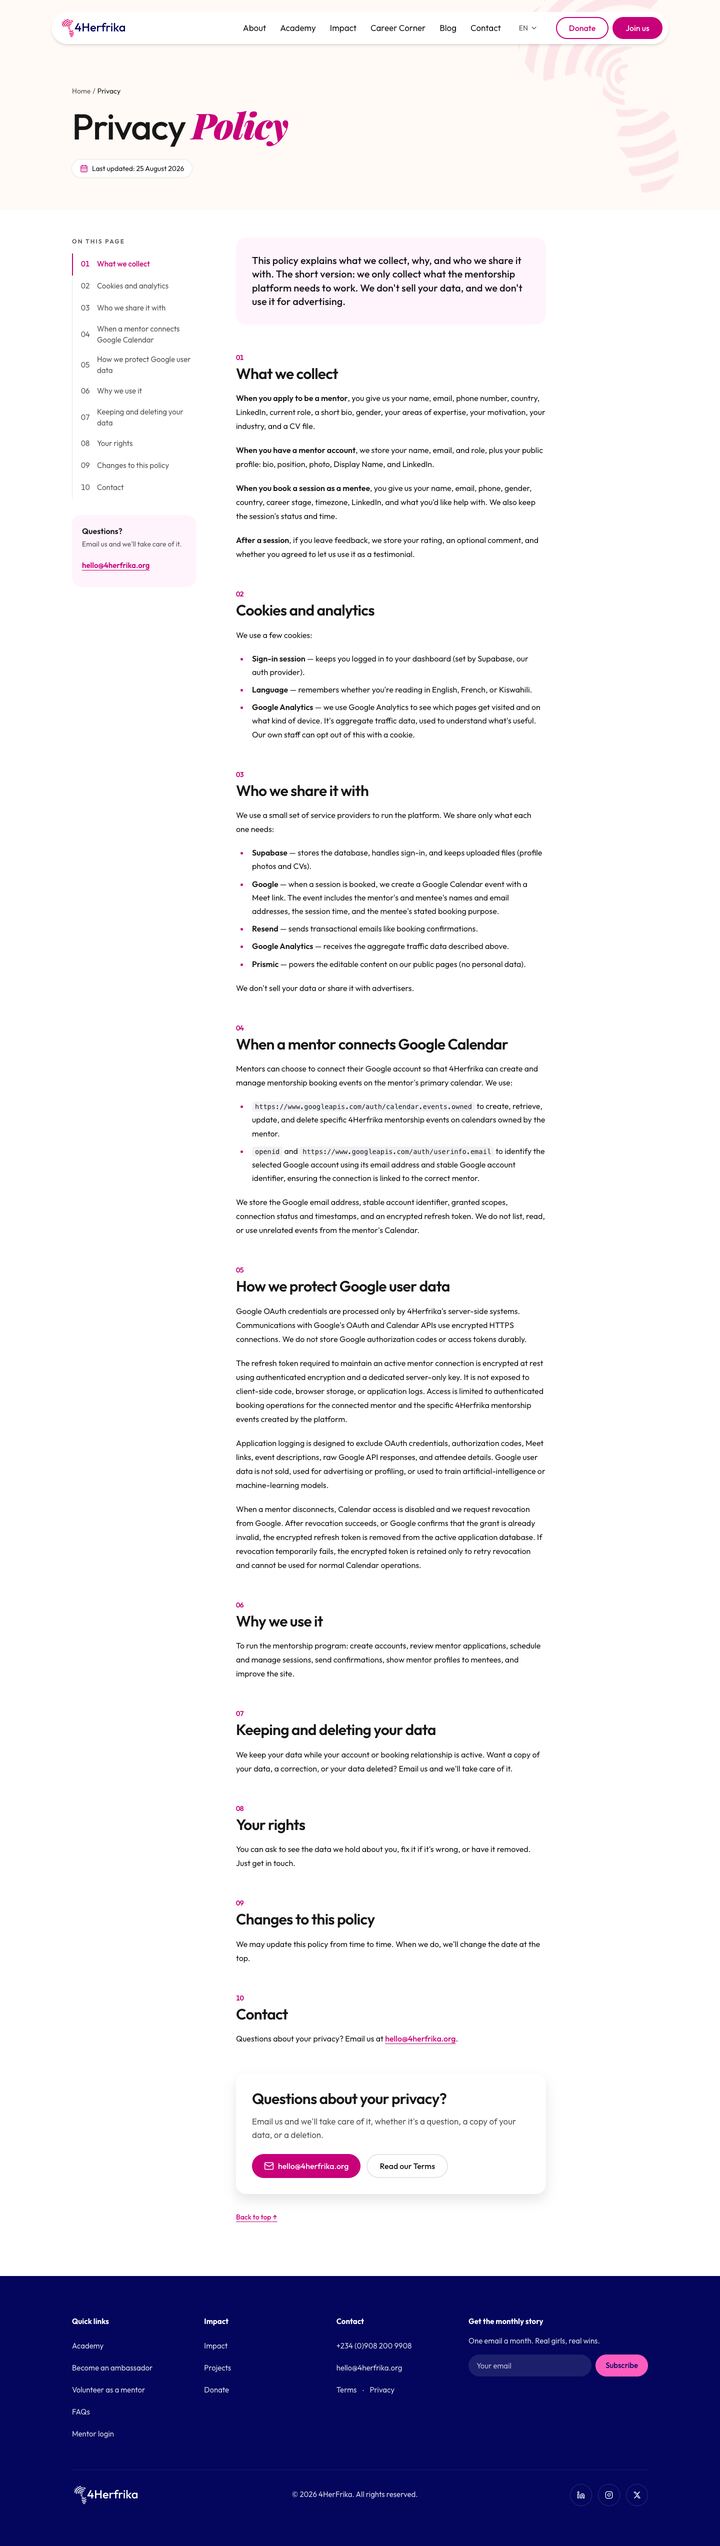 4Herfrika
About Academy Impact Career Corner Blog Contact EN Donate Join us
Home / Privacy
Privacy Policy
Last updated: 25 August 2026
ON THIS PAGE
01 What we collect
02 Cookies and analytics
03 Who we share it with
04 When a mentor connects
Google Calendar
05 How we protect Google user
data
06 Why we use it
07 Keeping and deleting your
data
08 Your rights
09 Changes to this policy
10 Contact
Questions?
Email us and we'll take care of it.
hello@4herfrika.org
This policy explains what we collect, why, and who we share it
with. The short version: we only collect what the mentorship
platform needs to work. We don't sell your data, and we don't
use it for advertising.
01
What we collect
When you apply to be a mentor, you give us your name, email, phone number, country,
LinkedIn, current role, a short bio, gender, your areas of expertise, your motivation, your
industry, and a CV file.
When you have a mentor account, we store your name, email, and role, plus your public
profile: bio, position, photo, Display Name, and LinkedIn.
When you book a session as a mentee, you give us your name, email, phone, gender,
country, career stage, timezone, LinkedIn, and what you'd like help with. We also keep
the session's status and time.
After a session, if you leave feedback, we store your rating, an optional comment, and
whether you agreed to let us use it as a testimonial.
02
Cookies and analytics
We use a few cookies:
• Sign-in session — keeps you logged in to your dashboard (set by Supabase, our
auth provider).
• Language — remembers whether you're reading in English, French, or Kiswahili.
• Google Analytics — we use Google Analytics to see which pages get visited and on
what kind of device. It's aggregate traffic data, used to understand what's useful.
Our own staff can opt out of this with a cookie.
03
Who we share it with
We use a small set of service providers to run the platform. We share only what each
one needs:
• Supabase — stores the database, handles sign-in, and keeps uploaded files (profile
photos and CVs).
• Google — when a session is booked, we create a Google Calendar event with a
Meet link. The event includes the mentor's and mentee's names and email
addresses, the session time, and the mentee's stated booking purpose.
• Resend — sends transactional emails like booking confirmations.
• Google Analytics — receives the aggregate traffic data described above.
• Prismic — powers the editable content on our public pages (no personal data).
We don't sell your data or share it with advertisers.
04
When a mentor connects Google Calendar
Mentors can choose to connect their Google account so that 4Herfrika can create and
manage mentorship booking events on the mentor's primary calendar. We use:
• https://www.googleapis.com/auth/calendar.events.owned to create, retrieve,
update, and delete specific 4Herfrika mentorship events on calendars owned by the
mentor.
• openid and https://www.googleapis.com/auth/userinfo.email to identify the
selected Google account using its email address and stable Google account
identifier, ensuring the connection is linked to the correct mentor.
We store the Google email address, stable account identifier, granted scopes,
connection status and timestamps, and an encrypted refresh token. We do not list, read,
or use unrelated events from the mentor's Calendar.
05
How we protect Google user data
Google OAuth credentials are processed only by 4Herfrika's server-side systems.
Communications with Google's OAuth and Calendar APIs use encrypted HTTPS
connections. We do not store Google authorization codes or access tokens durably.
The refresh token required to maintain an active mentor connection is encrypted at rest
using authenticated encryption and a dedicated server-only key. It is not exposed to
client-side code, browser storage, or application logs. Access is limited to authenticated
booking operations for the connected mentor and the specific 4Herfrika mentorship
events created by the platform.
Application logging is designed to exclude OAuth credentials, authorization codes, Meet
links, event descriptions, raw Google API responses, and attendee details. Google user
data is not sold, used for advertising or profiling, or used to train artificial-intelligence or
machine-learning models.
When a mentor disconnects, Calendar access is disabled and we request revocation
from Google. After revocation succeeds, or Google confirms that the grant is already
invalid, the encrypted refresh token is removed from the active application database. If
revocation temporarily fails, the encrypted token is retained only to retry revocation
and cannot be used for normal Calendar operations.
06
Why we use it
To run the mentorship program: create accounts, review mentor applications, schedule
and manage sessions, send confirmations, show mentor profiles to mentees, and
improve the site.
07
Keeping and deleting your data
We keep your data while your account or booking relationship is active. Want a copy of
your data, a correction, or your data deleted? Email us and we'll take care of it.
08
Your rights
You can ask to see the data we hold about you, fix it if it's wrong, or have it removed.
Just get in touch.
09
Changes to this policy
We may update this policy from time to time. When we do, we'll change the date at the
top.
10
Contact
Questions about your privacy? Email us at hello@4herfrika.org.
Questions about your privacy?
Email us and we'll take care of it, whether it's a question, a copy of your
data, or a deletion.
hello@4herfrika.org Read our Terms
Back to top ↑
Quick links
Academy
Become an ambassador
Volunteer as a mentor
FAQs
Mentor login
Impact
Impact
Projects
Donate
Contact
+234 (0)908 200 9908
hello@4herfrika.org
Terms · Privacy
Get the monthly story
One email a month. Real girls, real wins.
Your email Subscribe
4Herfrika
© 2026 4HerFrika. All rights reserved.